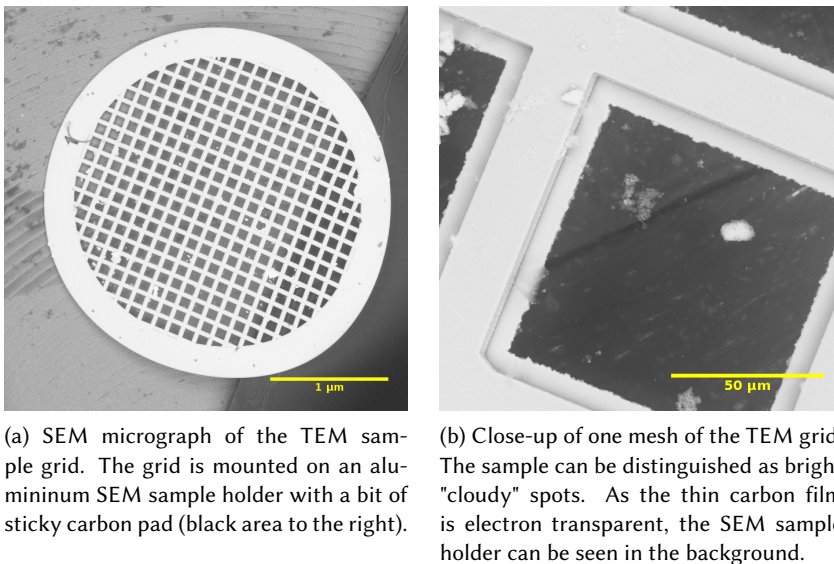 1 µm
50 µm
(a) SEM micrograph of the TEM sam-
ple grid. The grid is mounted on an alu-
mininum SEM sample holder with a bit of
sticky carbon pad (black area to the right).
(b) Close-up of one mesh of the TEM grid
The sample can be distinguished as brigh
"cloudy" spots. As the thin carbon film
is electron transparent, the SEM sample
holder can be seen in the background.